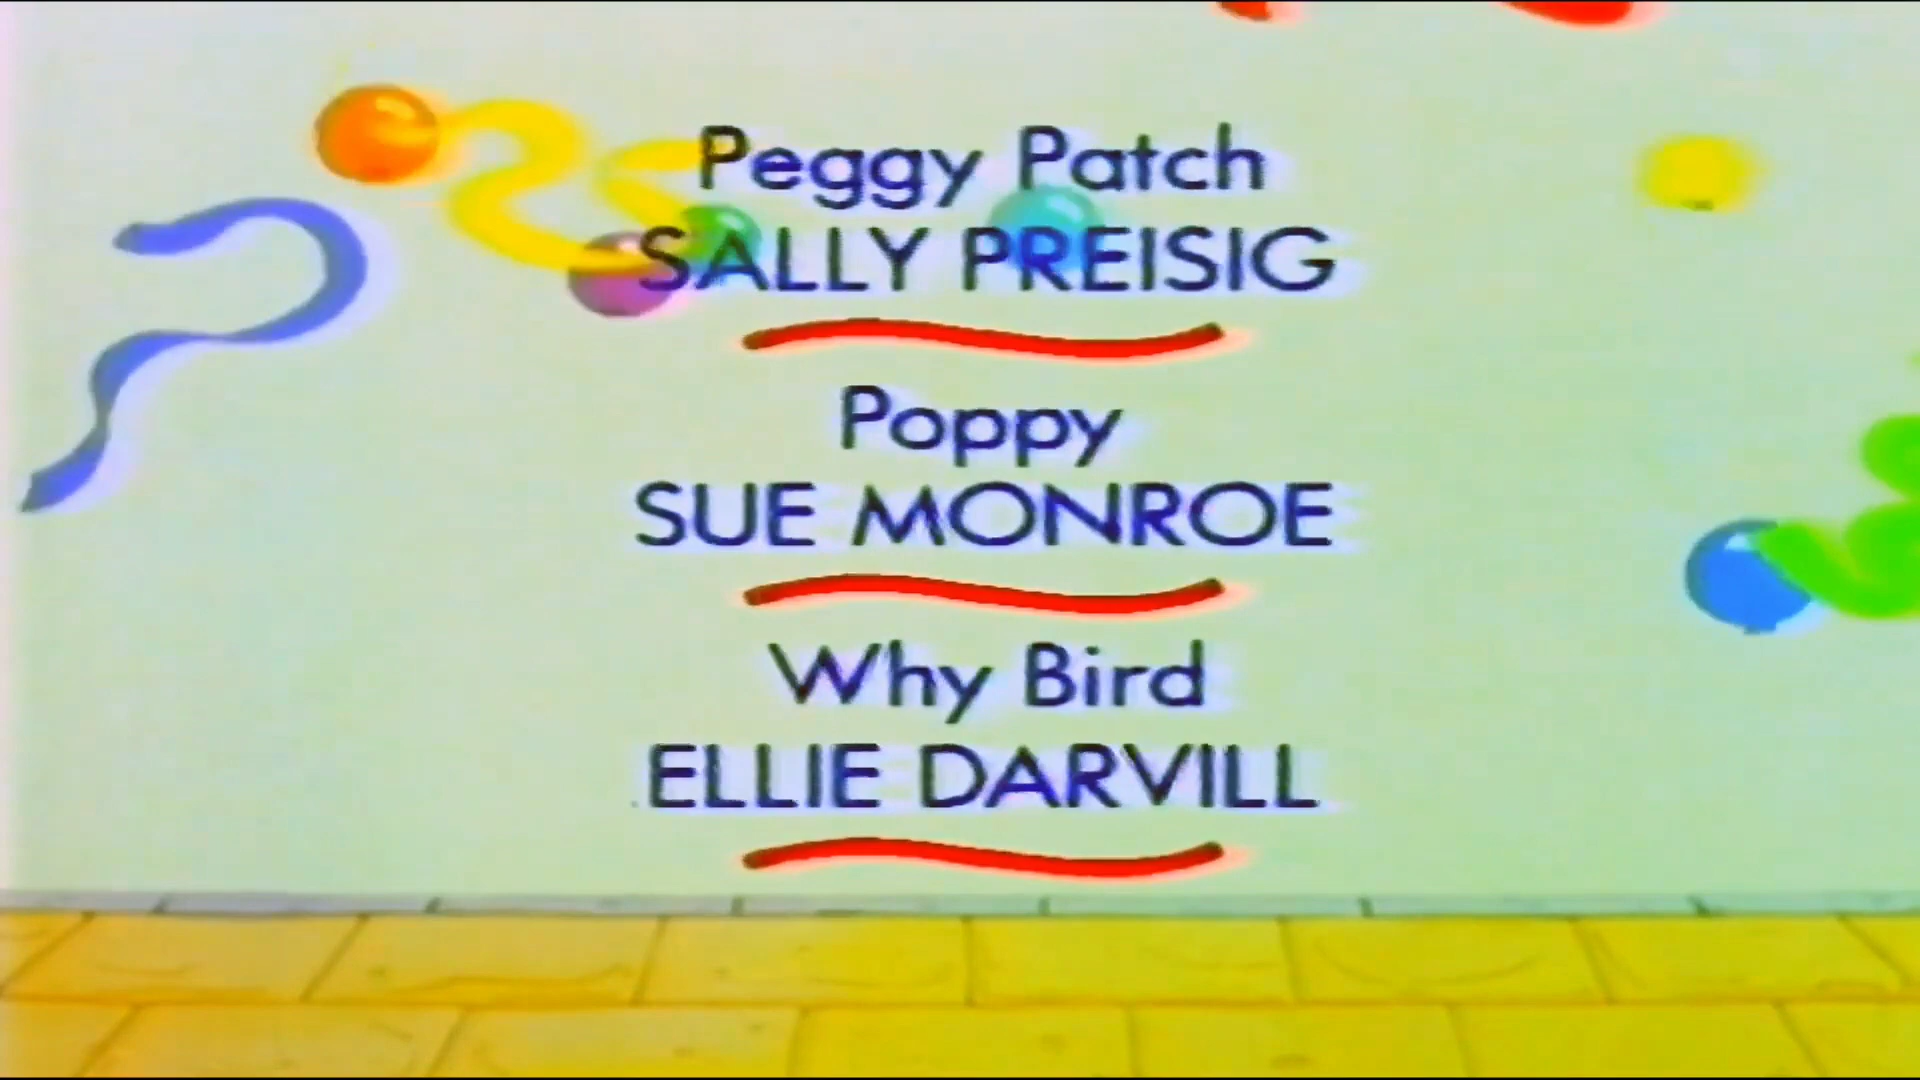 Peggy Patch
SALLY PREISIG
Poppy
SUE MONROE
Why Bird
ELLIE DARVILL